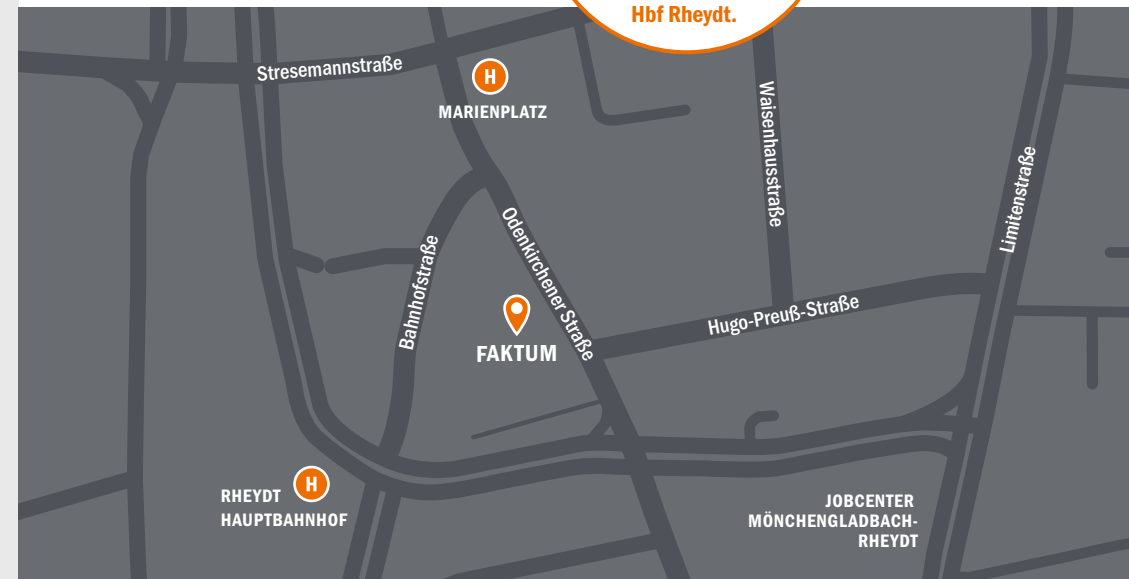 Hbf Rheydt.
Stresemannstraße
H
MARIENPLATZ
Waisenhausstraße
Limitenstraße
Odenkirchener Straße
Bahnhofstraße
Hugo-Preuß-Straße
FAKTUM
RHEYDT H
HAUPTBAHNHOF
JOBCENTER
MÖNCHENGLADBACH-
RHEYDT